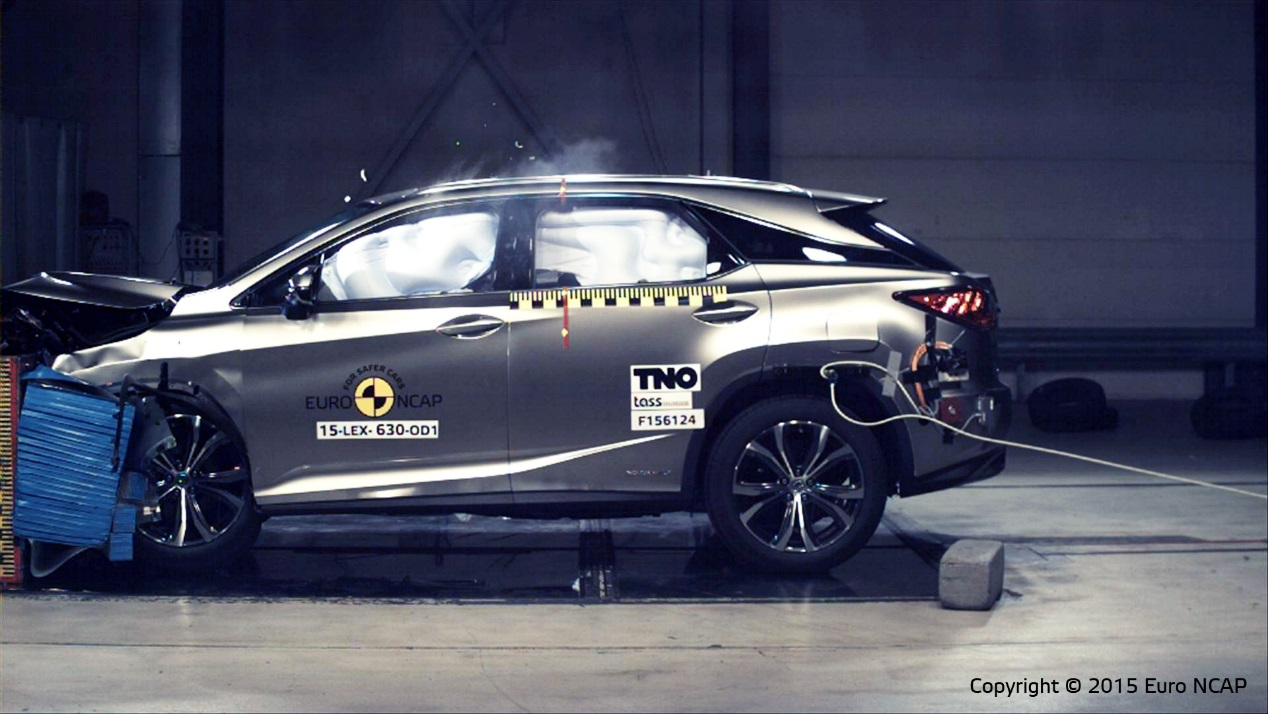 FOR SAFER CARS
EURO NCAP
15-LEX- 630-OD1
TNO
tass
F156124
Copyright © 2015 Euro NCAP